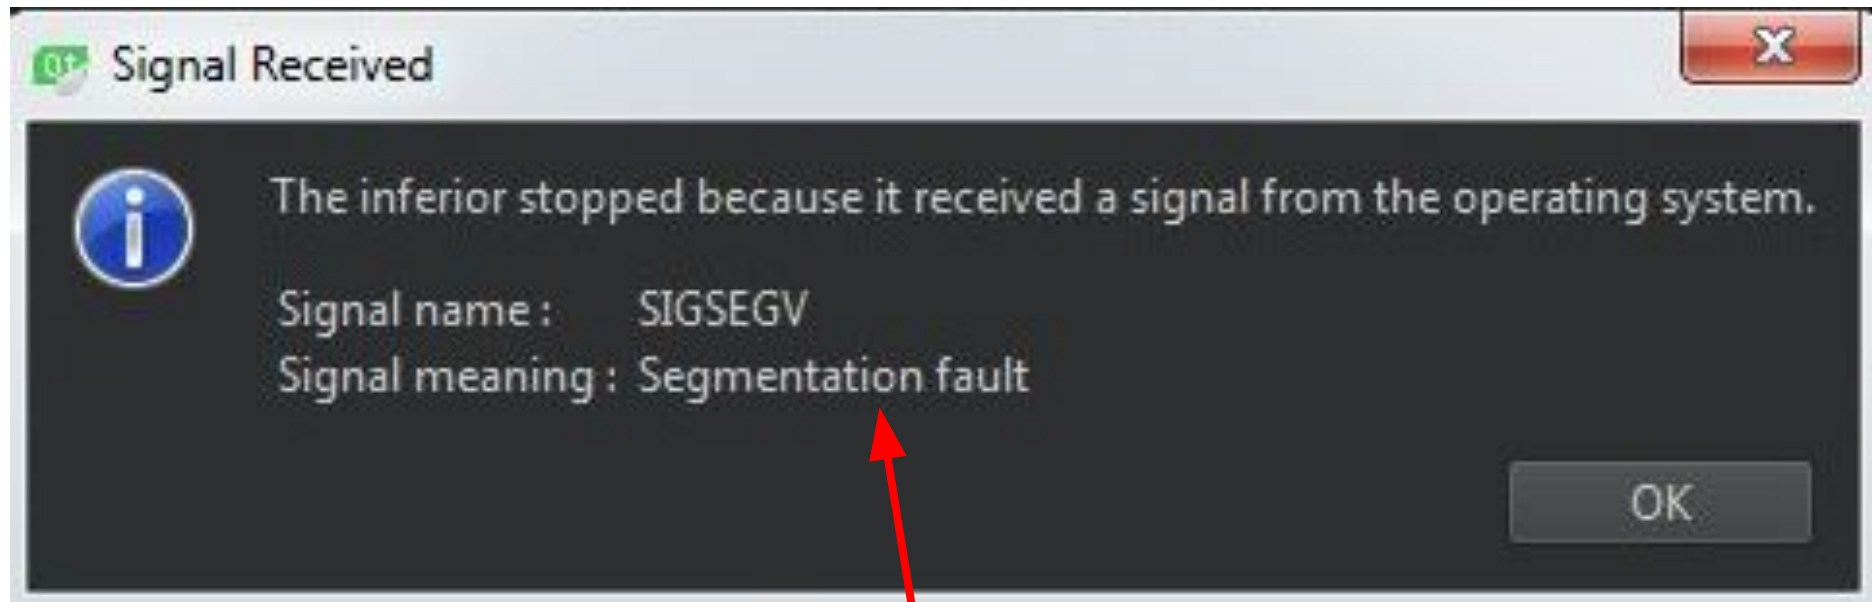 Qt
Signal Received
The inferior stopped because it received a signal from the operating system.
Signal name : SIGSEGV
Signal meaning : Segmentation fault
OK